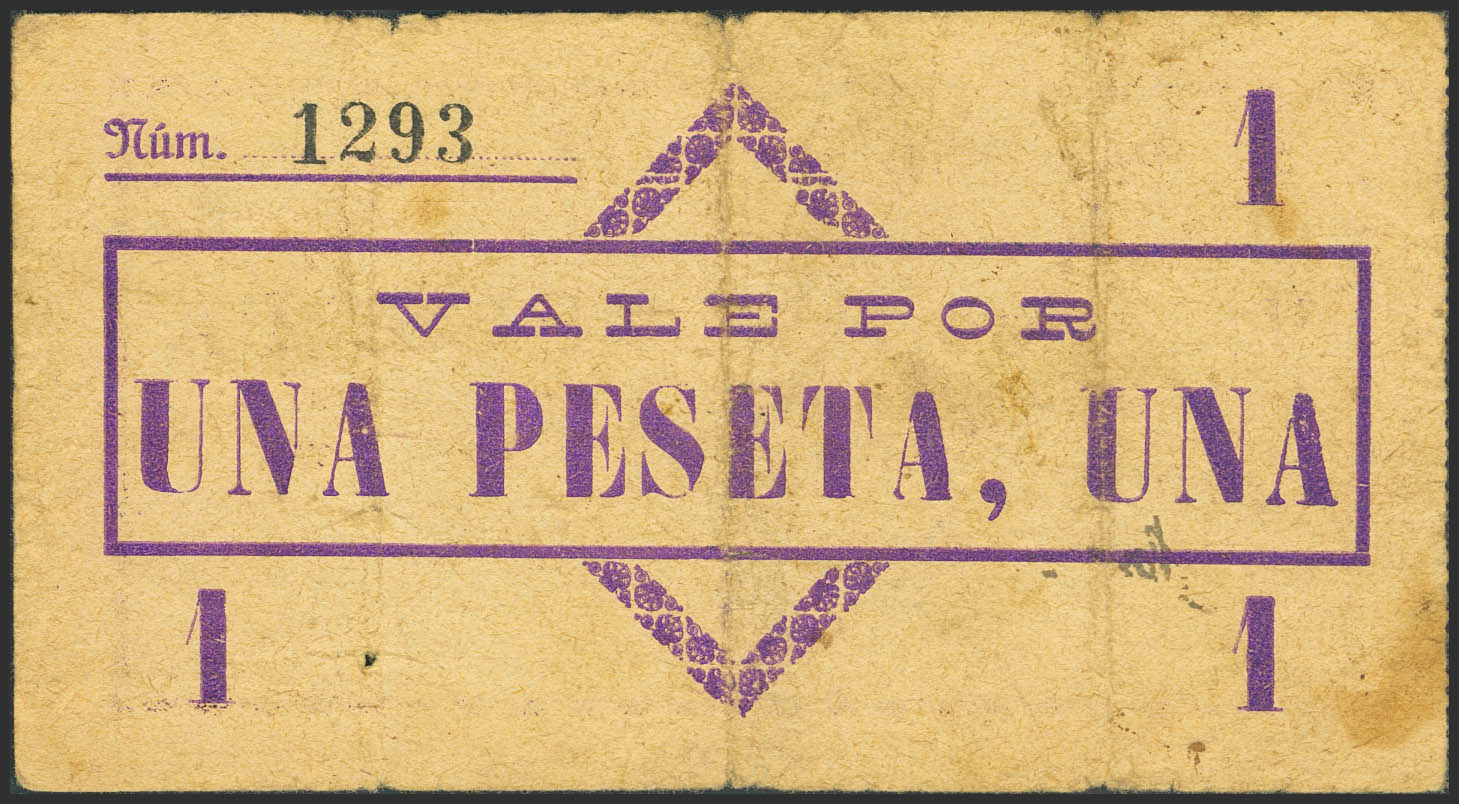 Núm. 1293
1
VALE POR
UNA PESETA, UNA
1
1